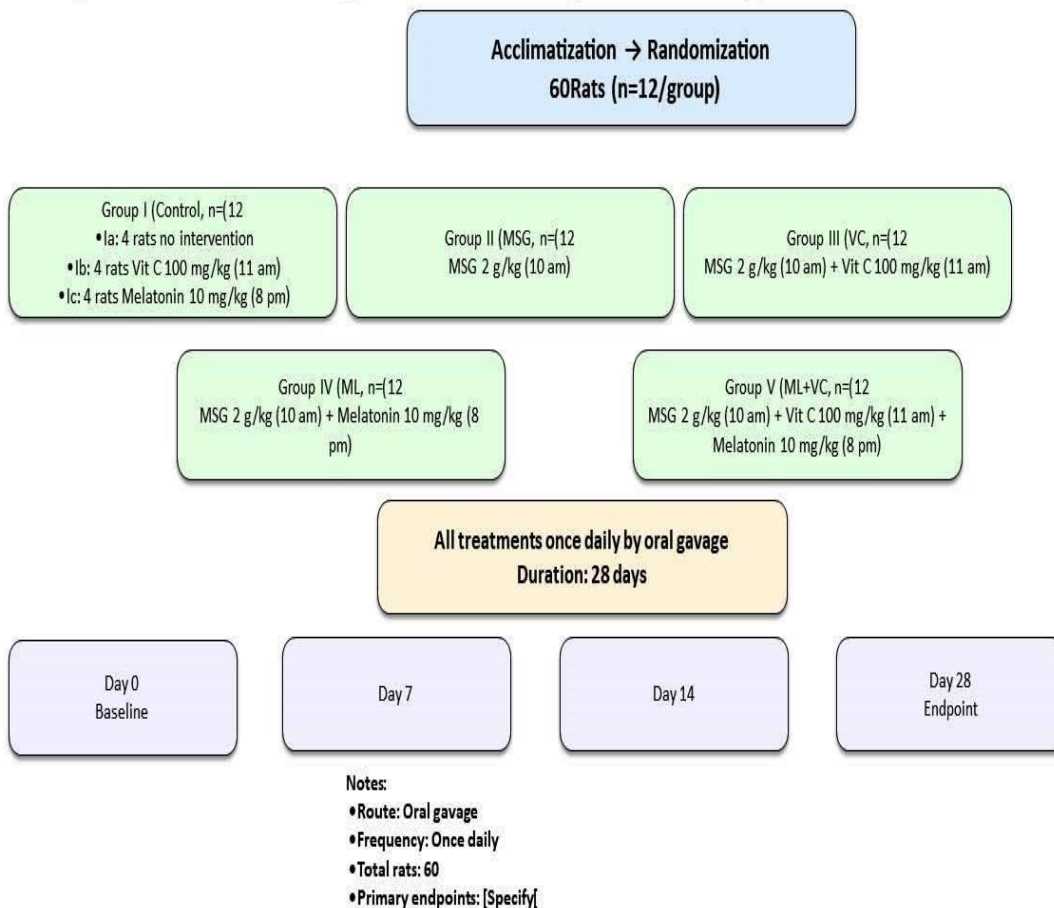 Acclimatization → Randomization
60Rats (n=12/group)
Group I (Control, n=(12
•Ia: 4 rats no intervention
•Ib: 4 rats Vit C 100 mg/kg (11 am)
•Ic: 4 rats Melatonin 10 mg/kg (8 pm)
Group II (MSG, n=(12
MSG 2 g/kg (10 am)
Group III (VC, n=(12
MSG 2 g/kg (10 am) + Vit C 100 mg/kg (11 am)
Group IV (ML, n=(12
MSG 2 g/kg (10 am) + Melatonin 10 mg/kg (8
pm)
Group V (ML+VC, n=(12
MSG 2 g/kg (10 am) + Vit C 100 mg/kg (11 am) +
Melatonin 10 mg/kg (8 pm)
All treatments once daily by oral gavage
Duration: 28 days
Day 0
Baseline
Day 7
Day 14
Day 28
Endpoint
Notes:
•Route: Oral gavage
•Frequency: Once daily
•Total rats: 60
•Primary endpoints: [Specify[